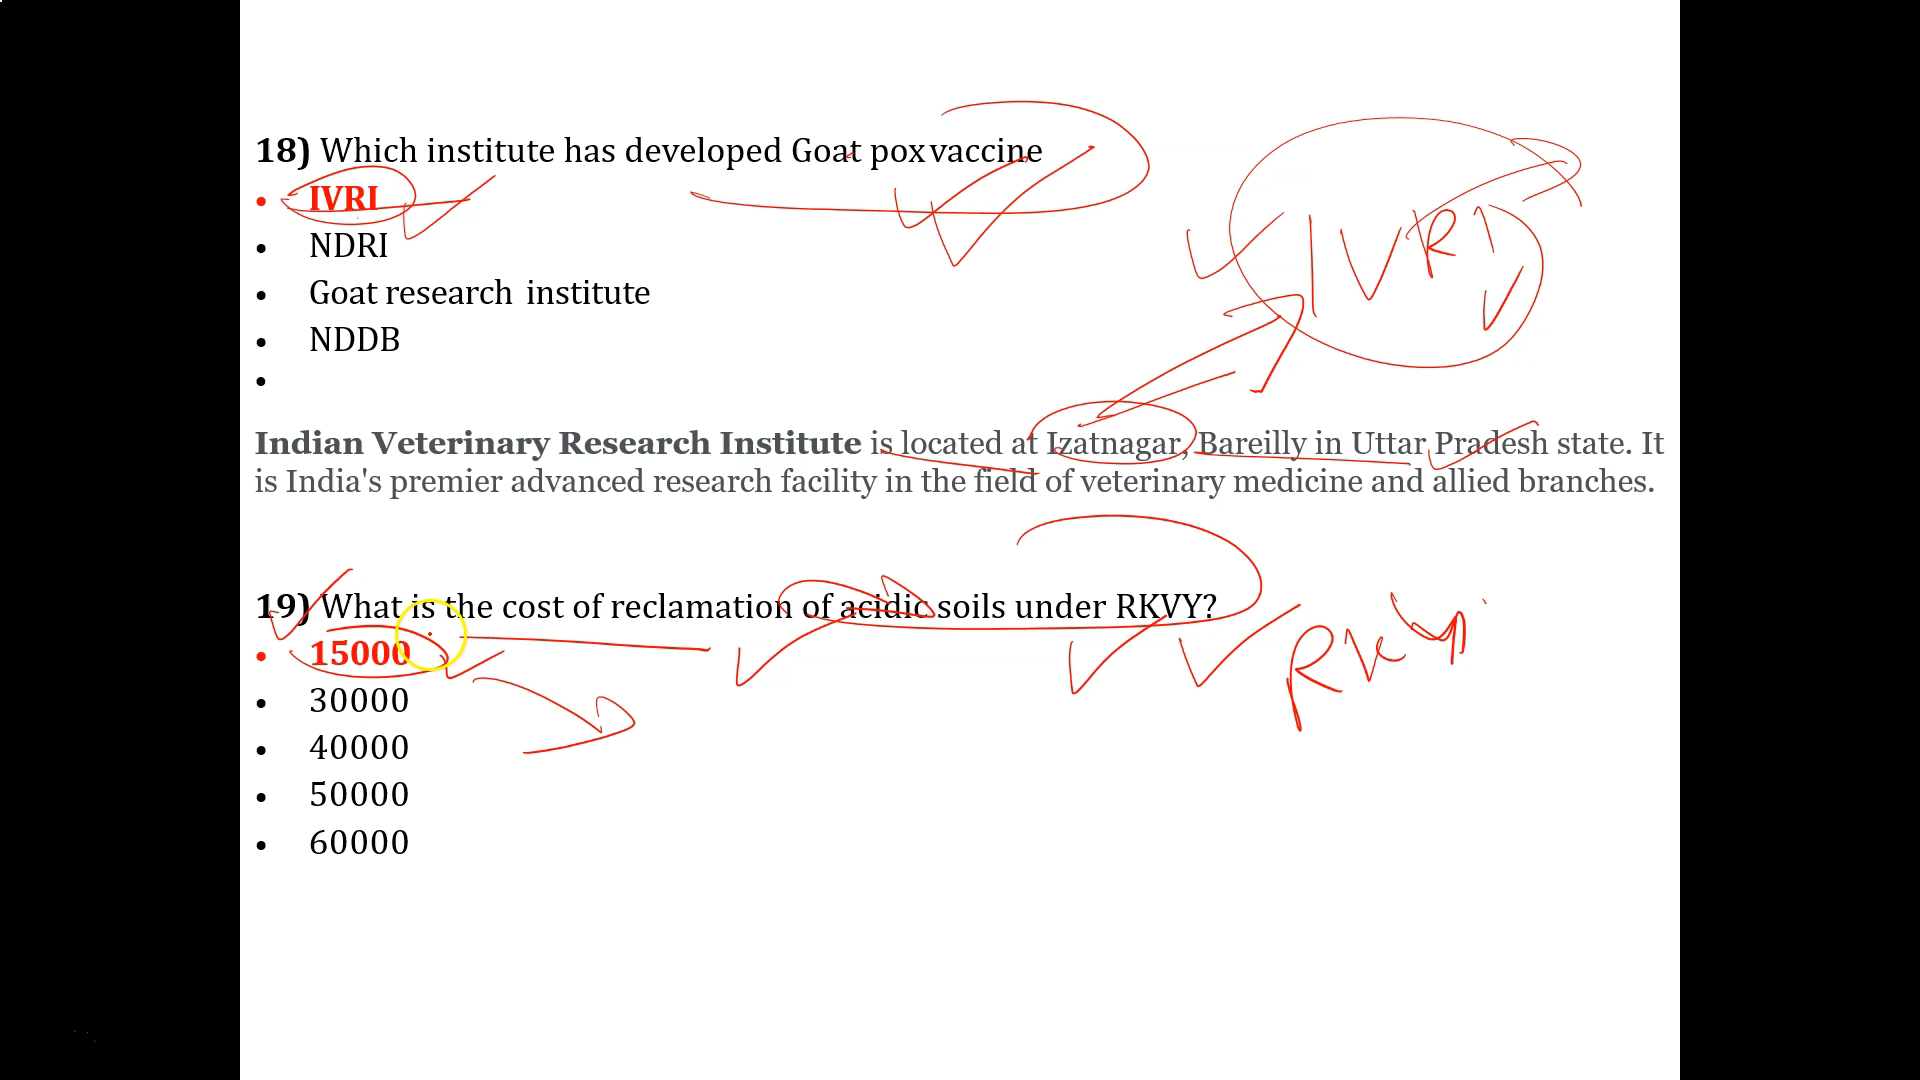 18) Which institute has developed Goat pox vaccine
• IVRI
• NDRI
• Goat research institute
• NDDB
•
IVRI
Indian Veterinary Research Institute is located at Izatnagar, Bareilly in Uttar Pradesh state. It
is India's premier advanced research facility in the field of veterinary medicine and allied branches.
19) What is the cost of reclamation of acidic soils under RKVY?
• 15000
• 30000
• 40000
• 50000
• 60000